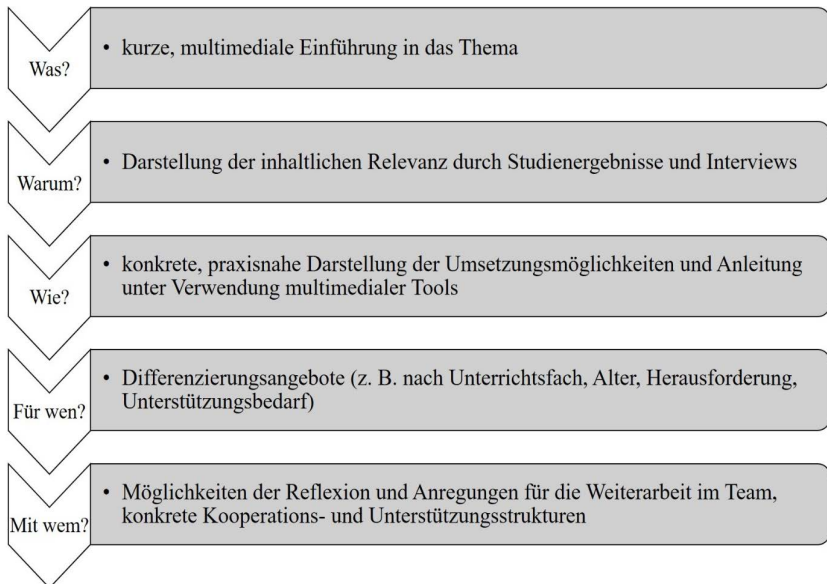 Was?
• kurze, multimediale Einführung in das Thema
Warum?
• Darstellung der inhaltlichen Relevanz durch Studienergebnisse und Interviews
Wie?
• konkrete, praxisnahe Darstellung der Umsetzungsmöglichkeiten und Anleitung
unter Verwendung multimedialer Tools
Für wen?
• Differenzierungsangebote (z. B. nach Unterrichtsfach, Alter, Herausforderung,
Unterstützungsbedarf)
Mit wem?
• Möglichkeiten der Reflexion und Anregungen für die Weiterarbeit im Team,
konkrete Kooperations- und Unterstützungsstrukturen